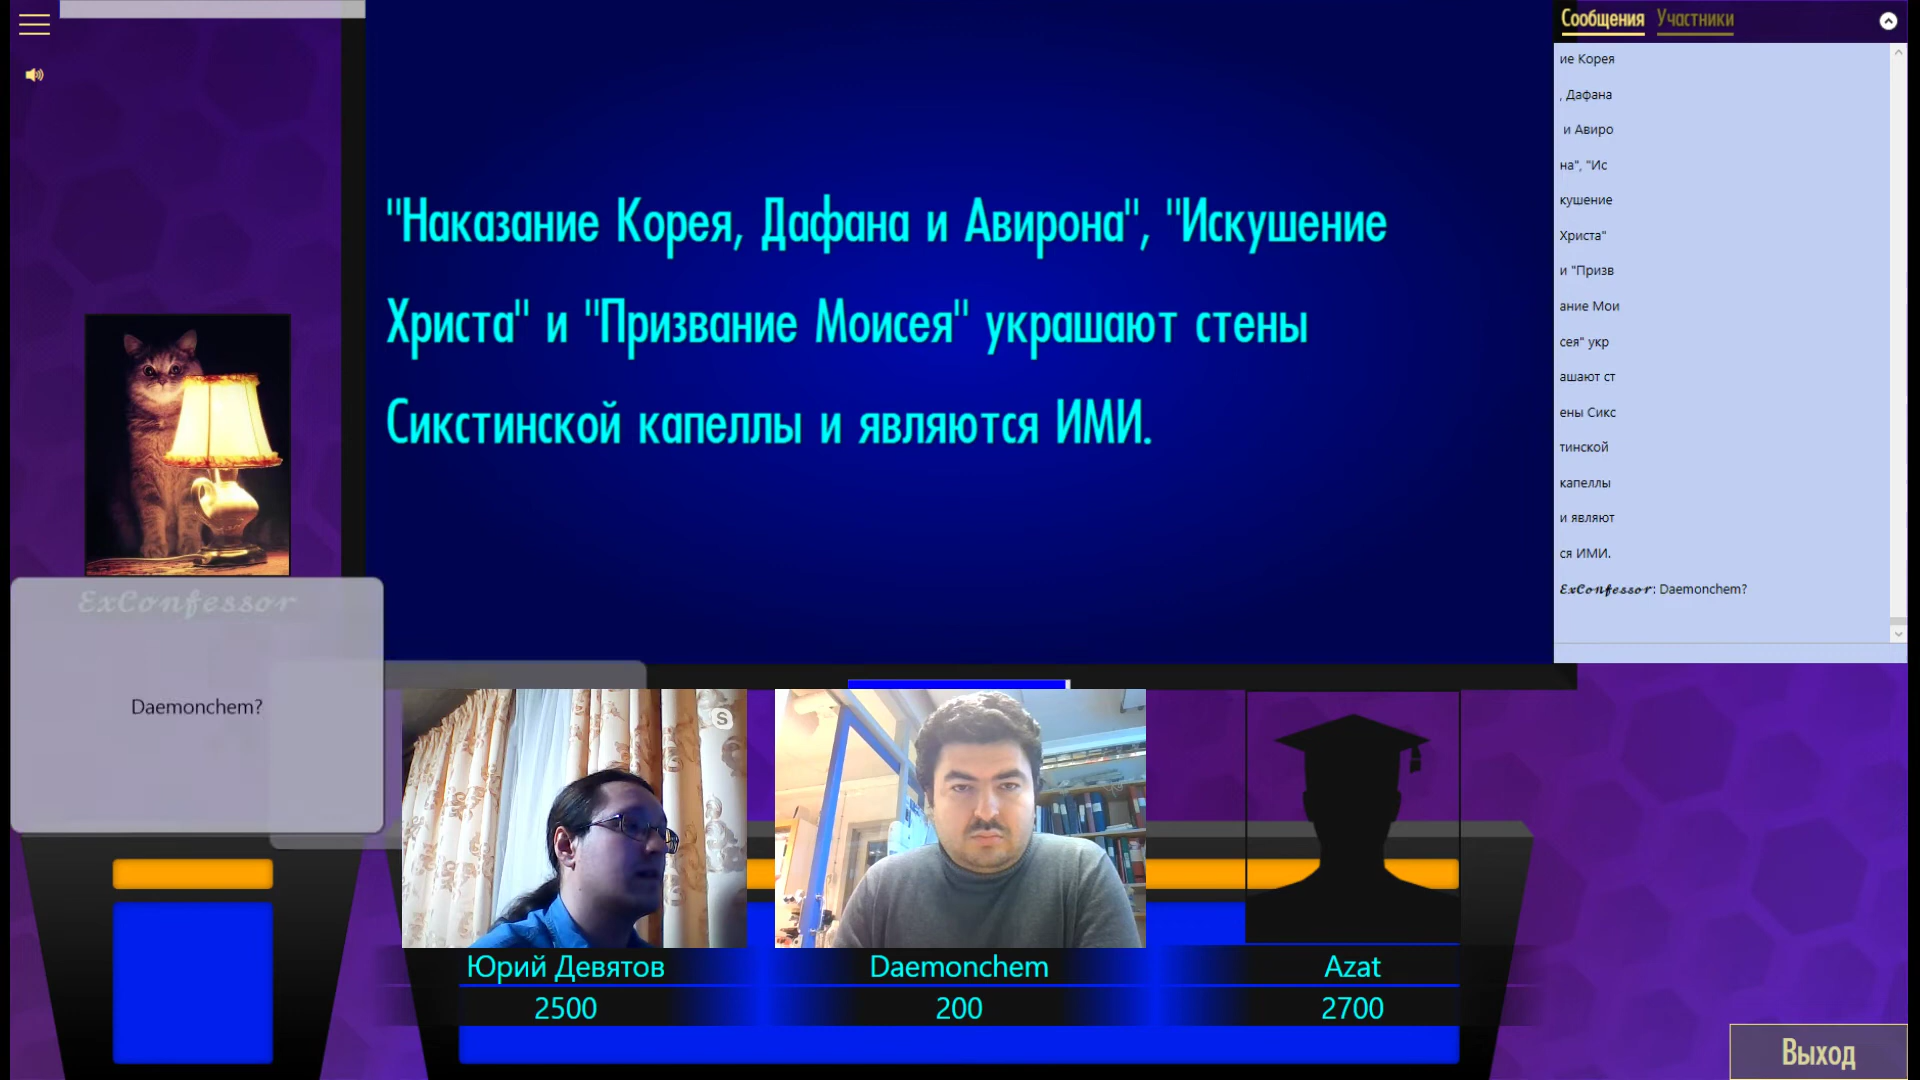 Сообщения Участники
"Наказание Корея, Дафана и Авирона", "Искушение
Христа" и "Призвание Моисея" украшают стены
Сикстинской капеллы и являются ИМИ.
ие Корея
, Дафана
и Авиро
на", "Ис
кушение
Христа"
и "Призв
ание Мои
сея" укр
ашают ст
ены Сикс
тинской
капеллы
и являют
ся ИМИ.
ExConfessor: Daemonchem?
ExConfessor
Daemonchem?
S
Юрий Девятов
2500
Daemonchem
200
Azat
2700
Выход